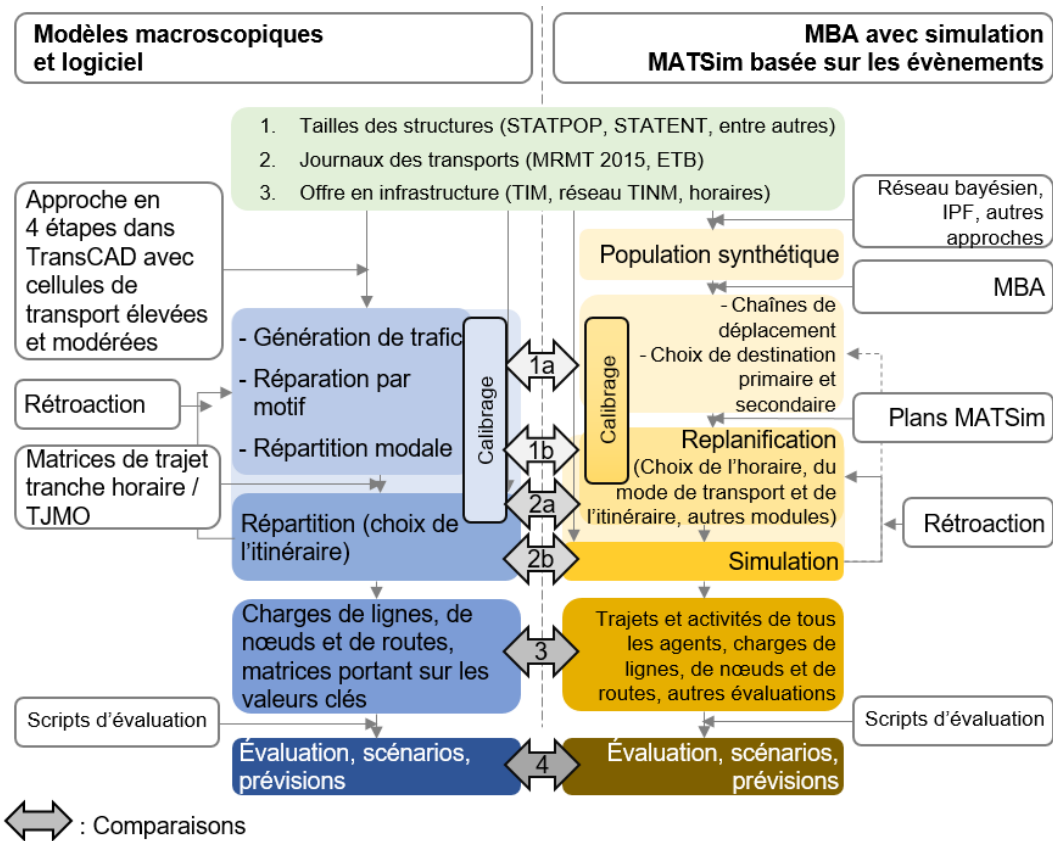 Modèles macroscopiques
et logiciel
MBA avec simulation
MATSim basée sur les évènements
1. Tailles des structures (STATPOP, STATENT, entre autres)
2. Journaux des transports (MRMT 2015, ETB)
3. Offre en infrastructure (TIM, réseau TINM, horaires)
Approche en
4 étapes dans
TransCAD avec
cellules de
transport élevées
et modérées
Réseau bayésien,
IPF, autres
approches
Population synthétique
MBA
- Génération de trafic
- Réparation par
motif
- Répartition modale
Calibrage
1a
Calibrage
- Chaînes de
déplacement
- Choix de destination
primaire et
secondaire
Rétroaction
Plans MATSim
Matrices de trajet
tranche horaire /
TJMO
1b
Replanification
(Choix de l'horaire, du
mode de transport et de
l'itinéraire, autres modules)
2a
Répartition (choix de
l'itinéraire)
Rétroaction
2b
Simulation
Charges de lignes, de
nœuds et de routes,
matrices portant sur les
valeurs clés
3
Trajets et activités de tous
les agents, charges de
lignes, de nœuds et de
routes, autres évaluations
Scripts d'évaluation
Scripts d'évaluation
Évaluation, scénarios,
prévisions
4
Évaluation, scénarios,
prévisions
: Comparaisons